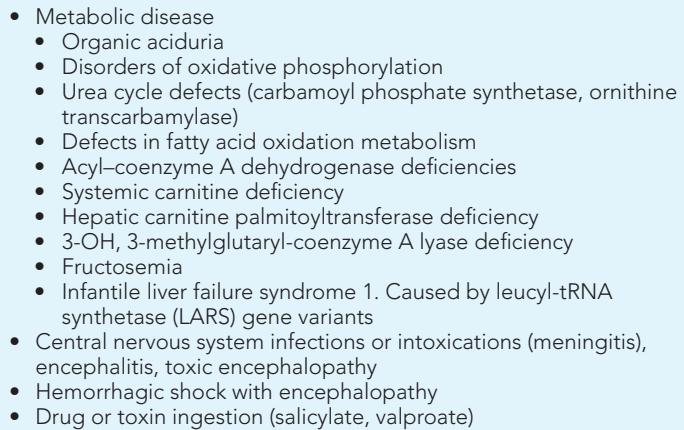 • Metabolic disease
• Organic aciduria
• Disorders of oxidative phosphorylation
• Urea cycle defects (carbamoyl phosphate synthetase, ornithine
transcarbamylase)
• Defects in fatty acid oxidation metabolism
• Acyl–coenzyme A dehydrogenase deficiencies
• Systemic carnitine deficiency
• Hepatic carnitine palmitoyltransferase deficiency
• 3-OH, 3-methylglutaryl-coenzyme A lyase deficiency
• Fructosemia
• Infantile liver failure syndrome 1. Caused by leucyl-tRNA
synthetase (LARS) gene variants
• Central nervous system infections or intoxications (meningitis),
encephalitis, toxic encephalopathy
• Hemorrhagic shock with encephalopathy
• Drug or toxin ingestion (salicylate, valproate)